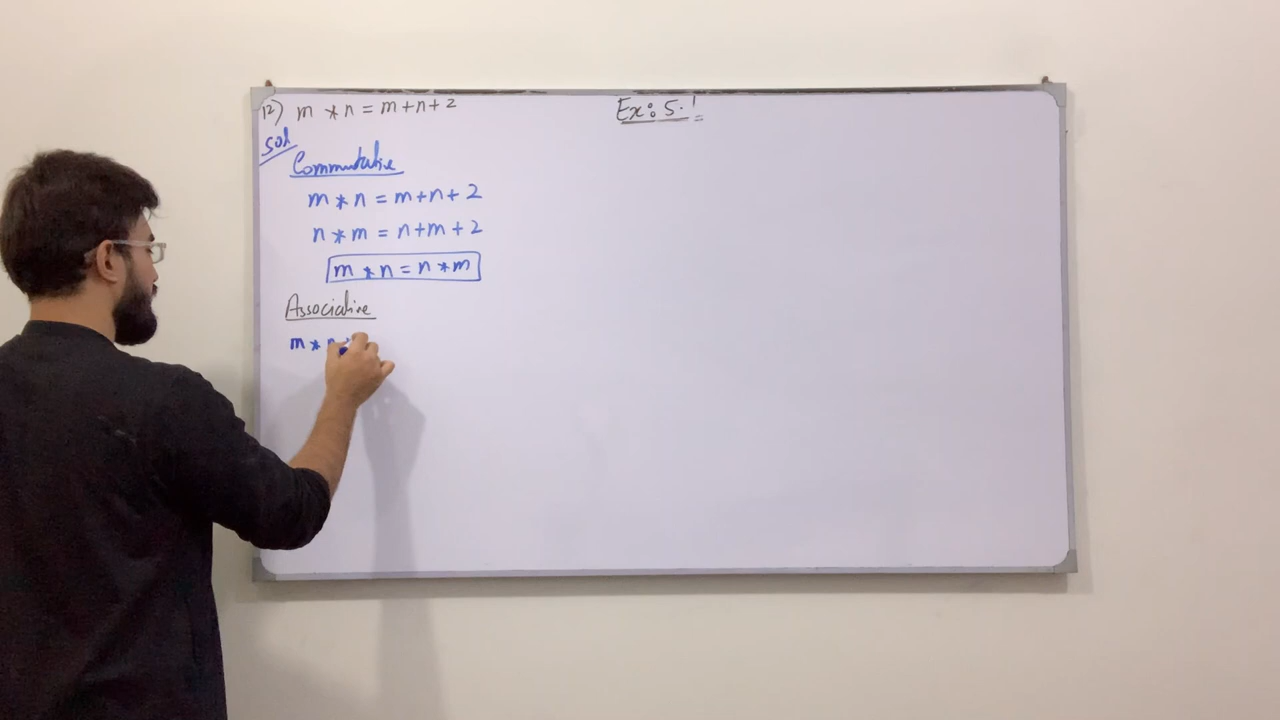 12) m * n = m+n+2
Ex: 5.1
Sol
Commutative
m * n = m+n+2
n * m = n+m+2
m * n = n * m
Associative
m * n